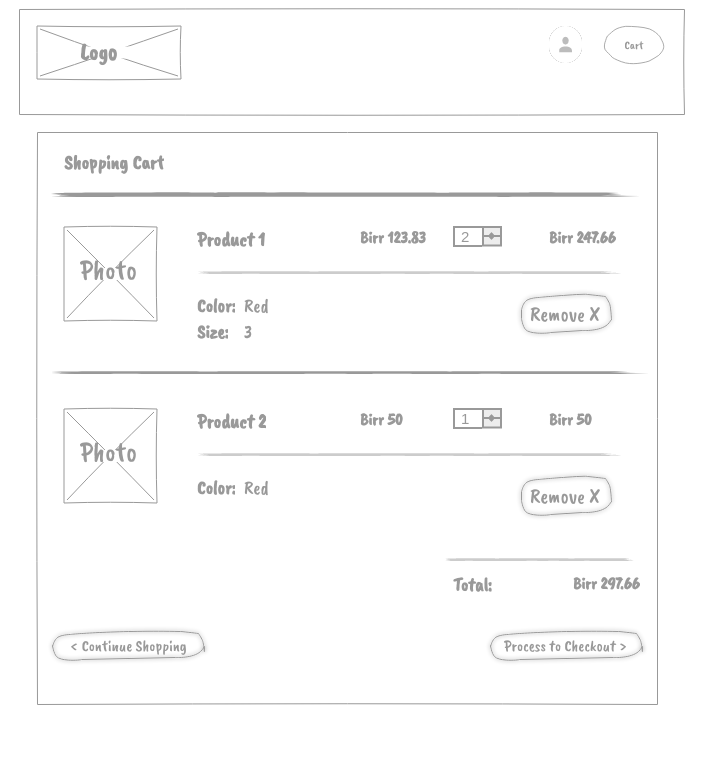 Logo
Cart
Shopping Cart
Photo
Product 1 Birr 123.83 2 Birr 247.66
Color: Red
Size: 3
Remove X
Photo
Product 2 Birr 50 1 Birr 50
Color: Red
Remove X
Total: Birr 297.66
< Continue Shopping
Process to Checkout >